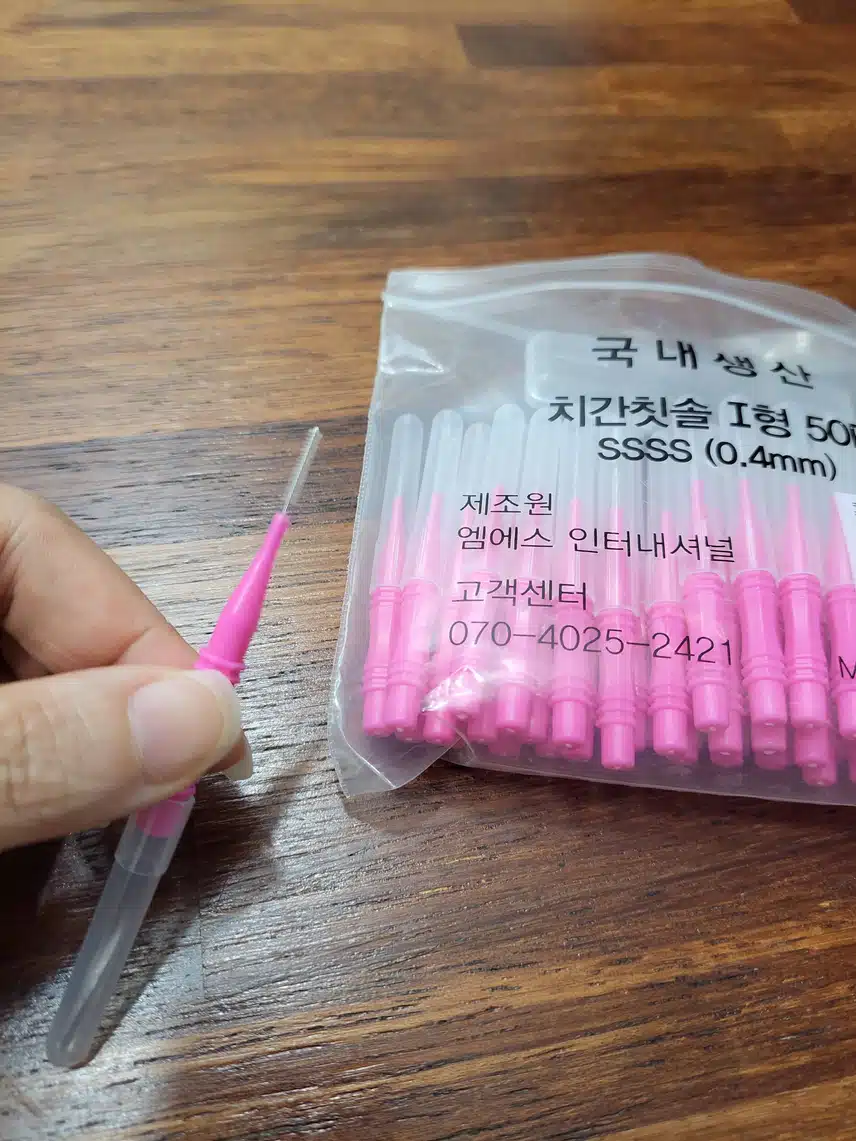 국내생산
치간칫솔 I형 50
SSSS (0.4mm)
제조원
엠에스 인터내셔널
고객센터
070-4025-2421
M